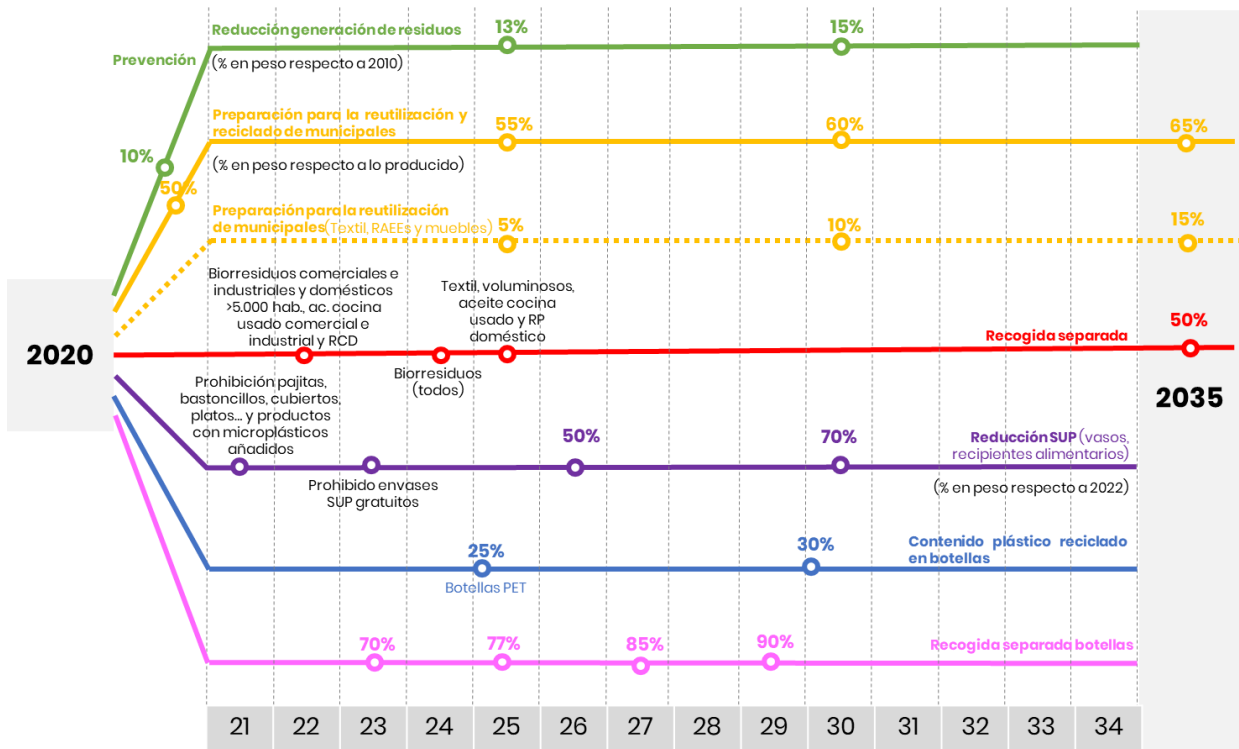 Reducción generación de residuos
13%
15%
Prevención
(% en peso respecto a 2010)
Preparación para la reutilización y
reciclado de municipales
55%
60%
65%
10%
(% en peso respecto a lo producido)
50%
Preparación para la reutilización
de municipales (Textil, RAEEs y muebles)
5%
10%
15%
Biorresiduos comerciales e
industriales y domésticos
>5.000 hab., ac. cocina
usado comercial e
industrial y RCD
Textil, voluminosos,
aceite cocina
usado y RP
doméstico
Recogida separada
50%
2020
Biorresiduos
(todos)
2035
Prohibición pajitas,
bastoncillos, cubiertos,
platos... y productos
con microplásticos
añadidos
50%
70%
Reducción SUP (vasos,
recipientes alimentarios)
Prohibido envases
SUP gratuitos
(% en peso respecto a 2022)
25%
Botellas PET
30%
Contenido plástico reciclado
en botellas
70%
77%
85%
90%
Recogida separada botellas
21 22 23 24 25 26 27 28 29 30 31 32 33 34